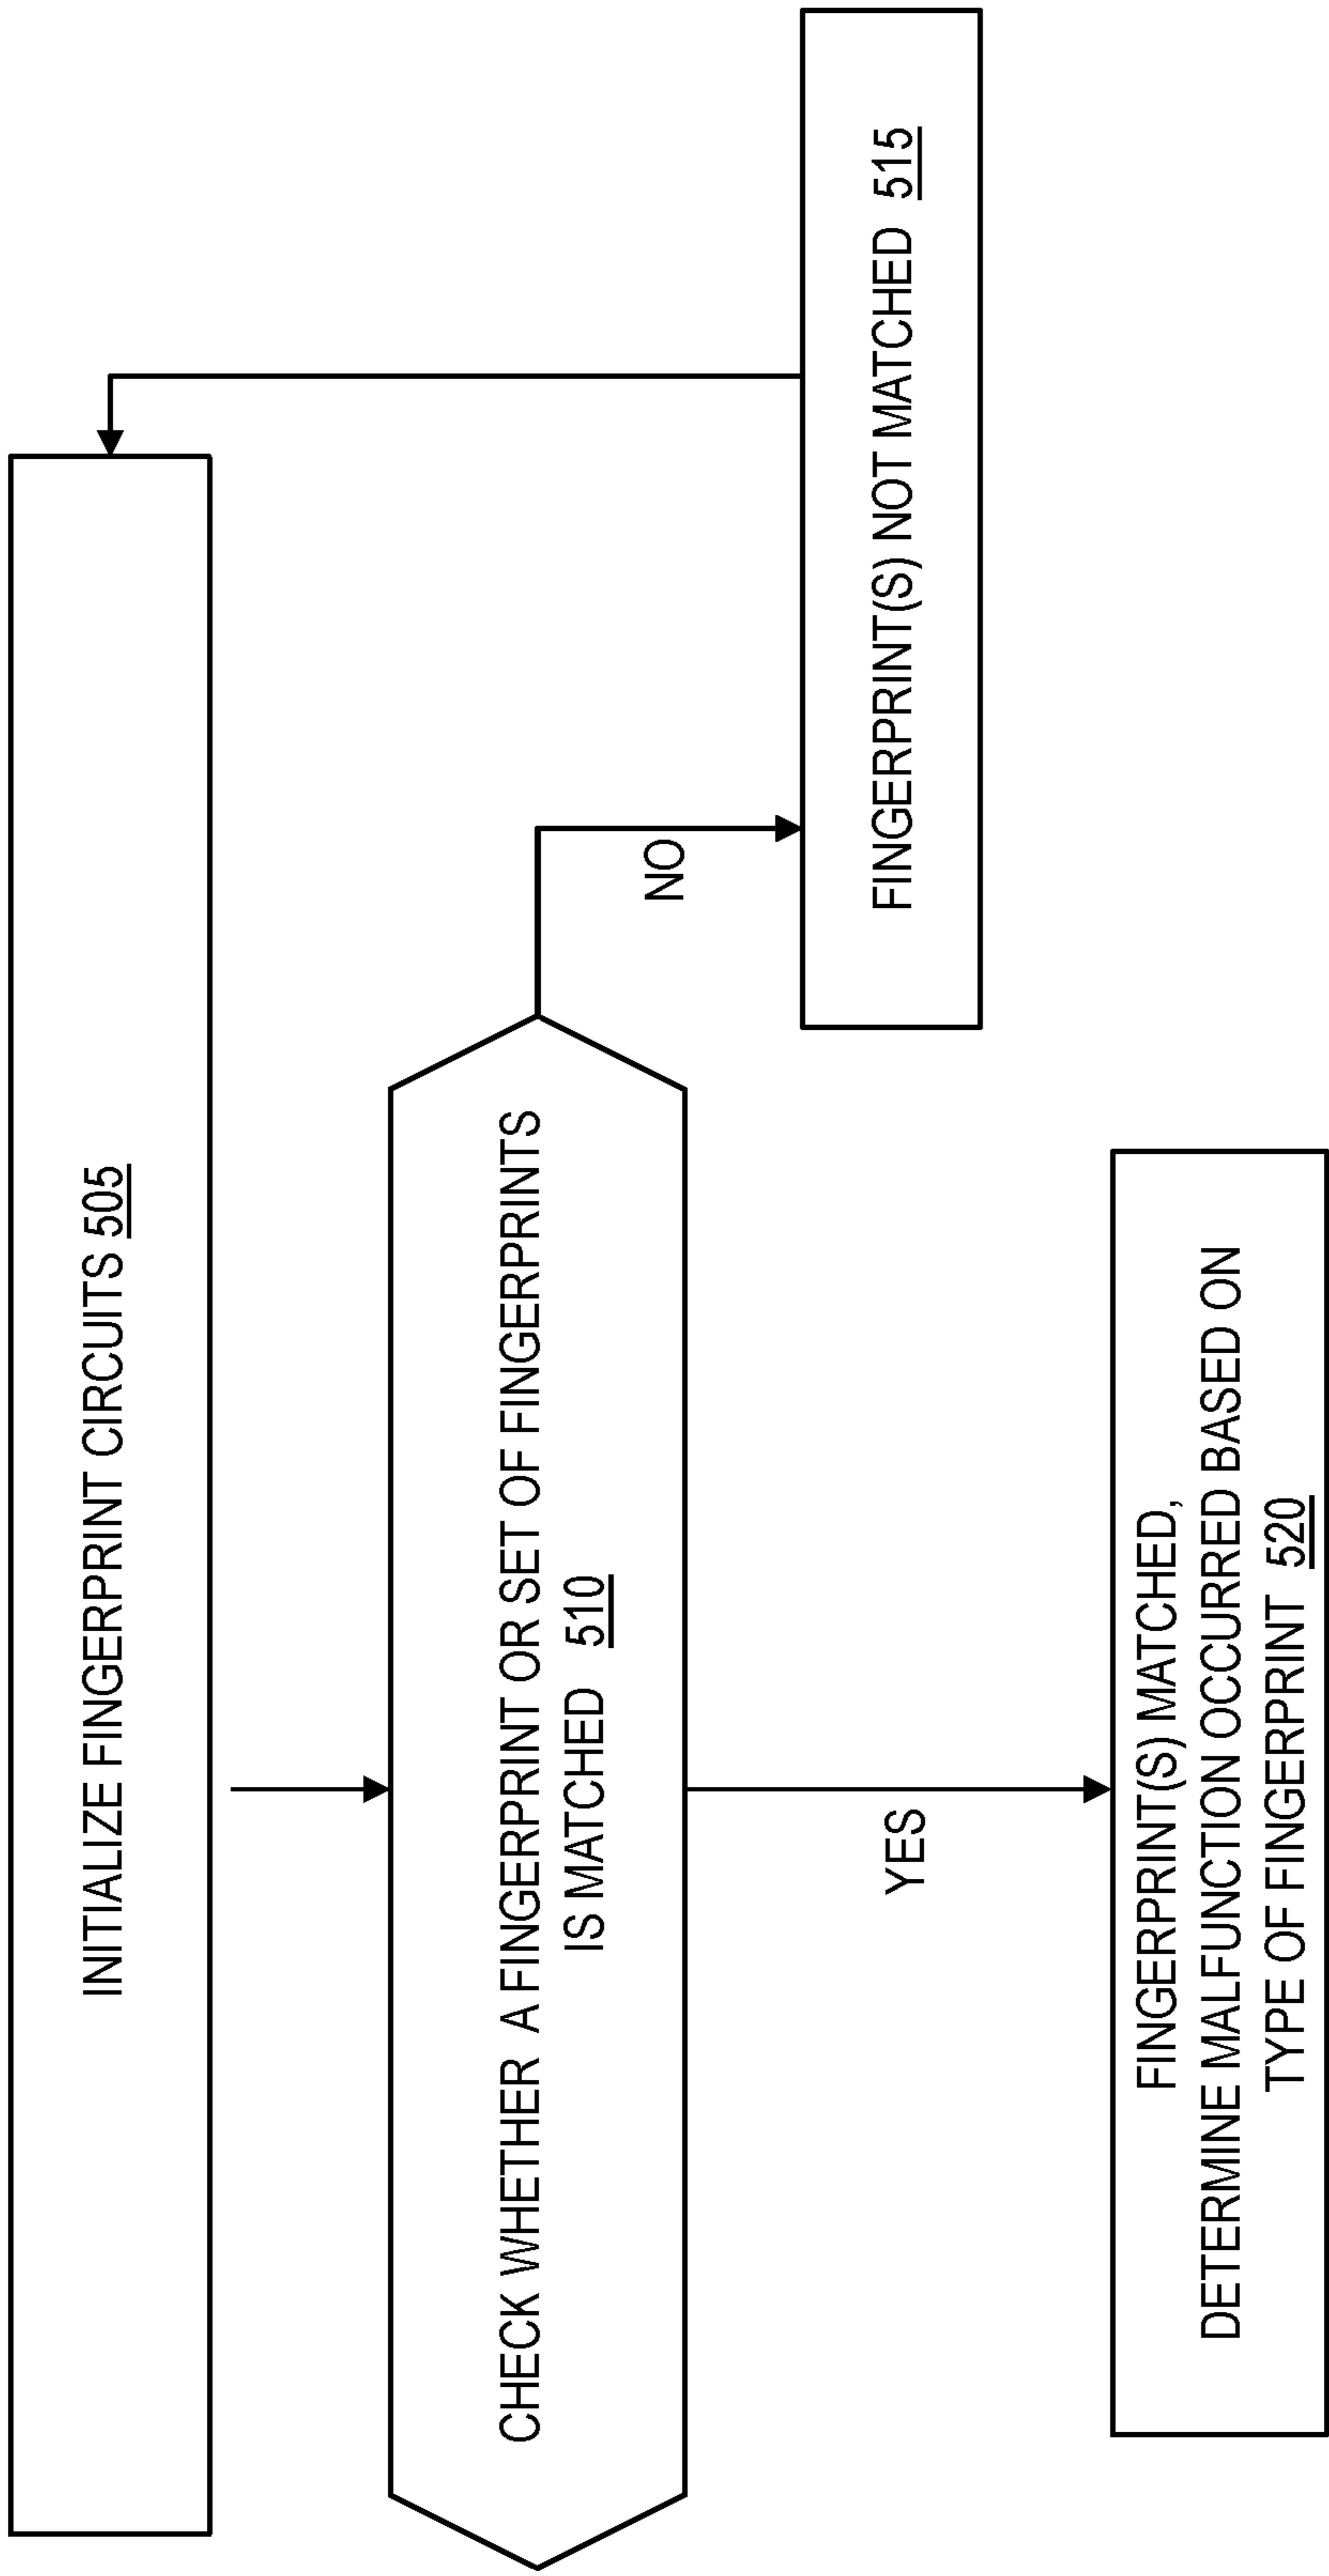 INITIALIZE FINGERPRINT CIRCUITS 505
CHECK WHETHER A FINGERPRINT OR SET OF FINGERPRINTS
IS MATCHED 510
NO
FINGERPRINT(S) NOT MATCHED 515
YES
FINGERPRINT(S) MATCHED,
DETERMINE MALFUNCTION OCCURRED BASED ON
TYPE OF FINGERPRINT 520